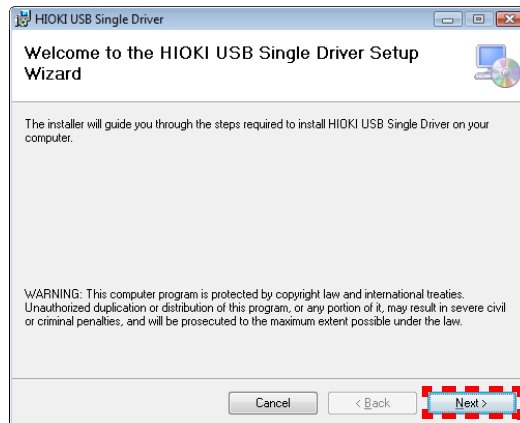 HIOKI USB Single Driver
Welcome to the HIOKI USB Single Driver Setup
Wizard
The installer will guide you through the steps required to install HIOKI USB Single Driver on your
computer.
WARNING: This computer program is protected by copyright law and international treaties.
Unauthorized duplication or distribution of this program, or any portion of it, may result in severe civil
or criminal penalties, and will be prosecuted to the maximum extent possible under the law.
Cancel < Back Next >